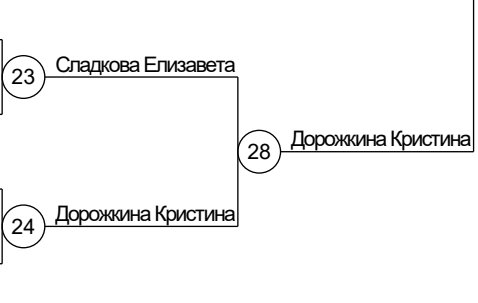 23 Сладкова Елизавета
28 Дорожкина Кристина
24 Дорожкина Кристина